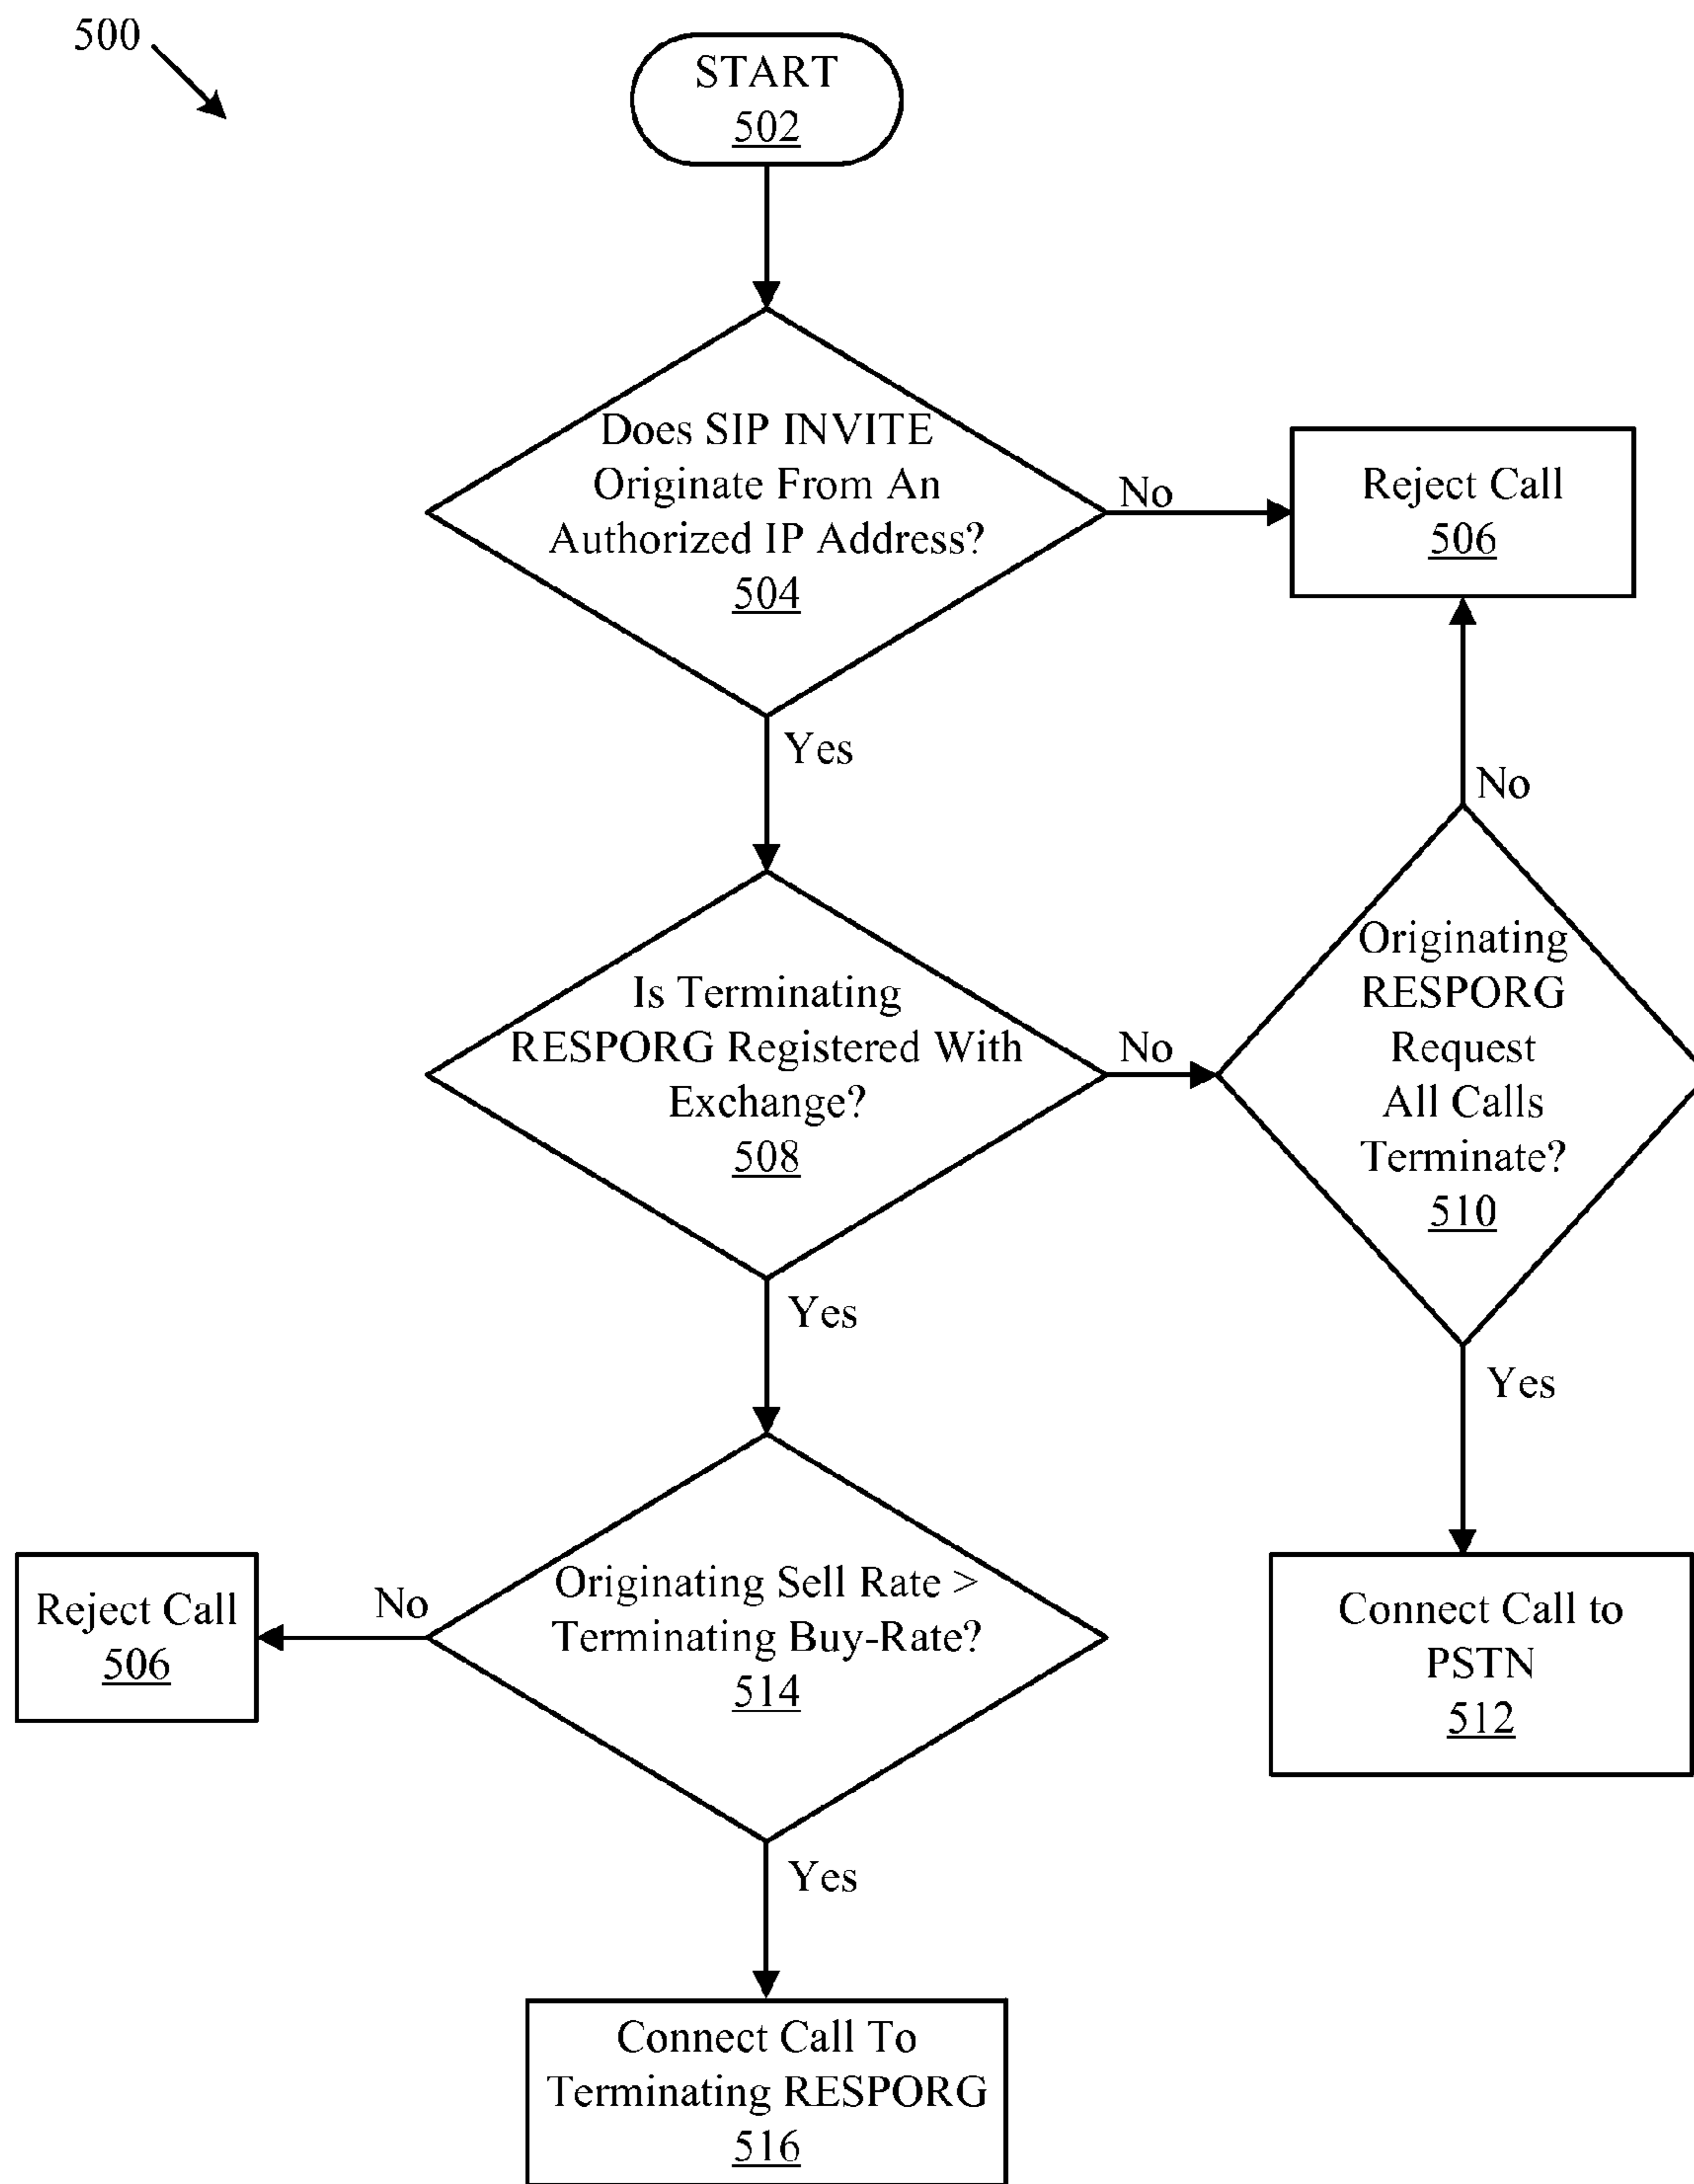 500
START
502
Does SIP INVITE
Originate From An
Authorized IP Address?
504
No
Reject Call
506
Yes
No
Is Terminating
RESPORG Registered With
Exchange?
508
No
Originating
RESPORG
Request
All Calls
Terminate?
510
Yes
Yes
Originating Sell Rate >
Terminating Buy-Rate?
514
No
Reject Call
506
Connect Call to
PSTN
512
Yes
Connect Call To
Terminating RESPORG
516